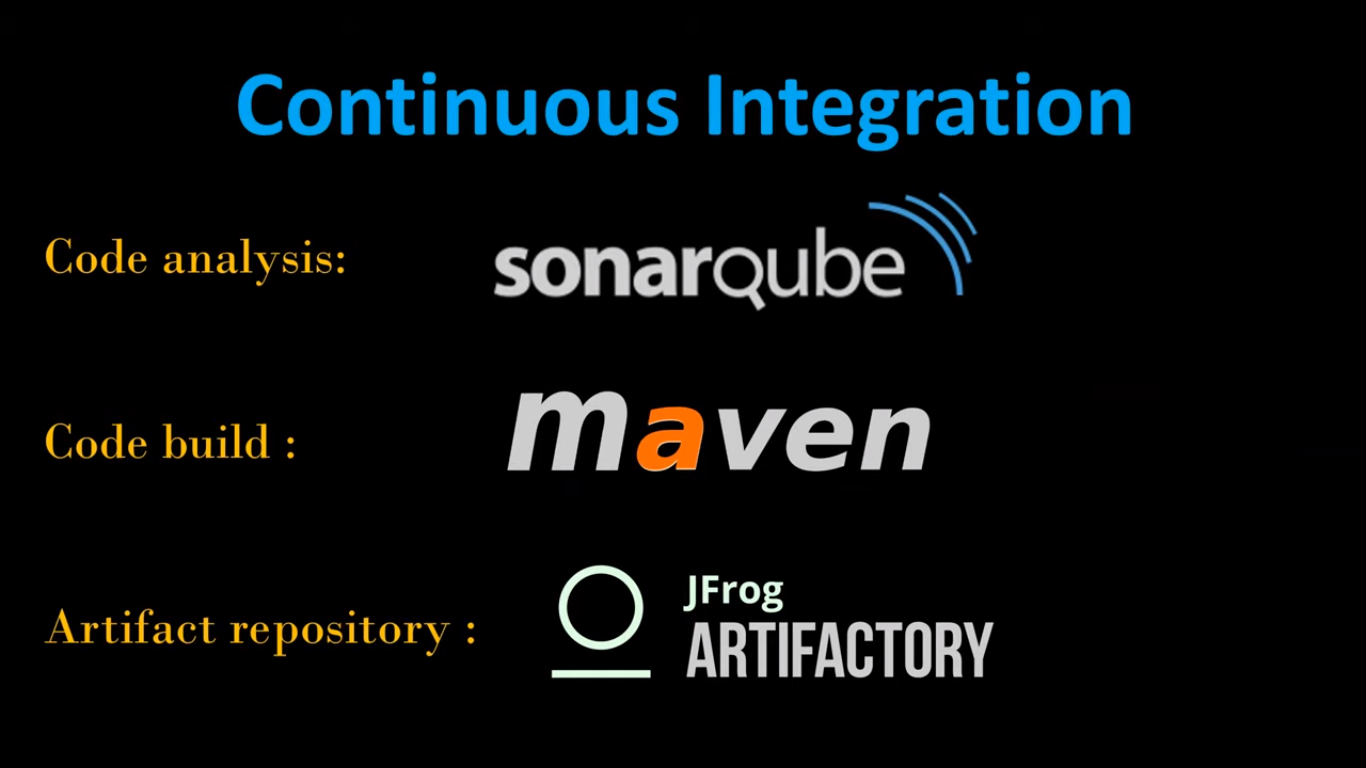 Continuous Integration
Code analysis:
sonarqube
Code build :
maven
Artifact repository :
JFrog
ARTIFACTORY